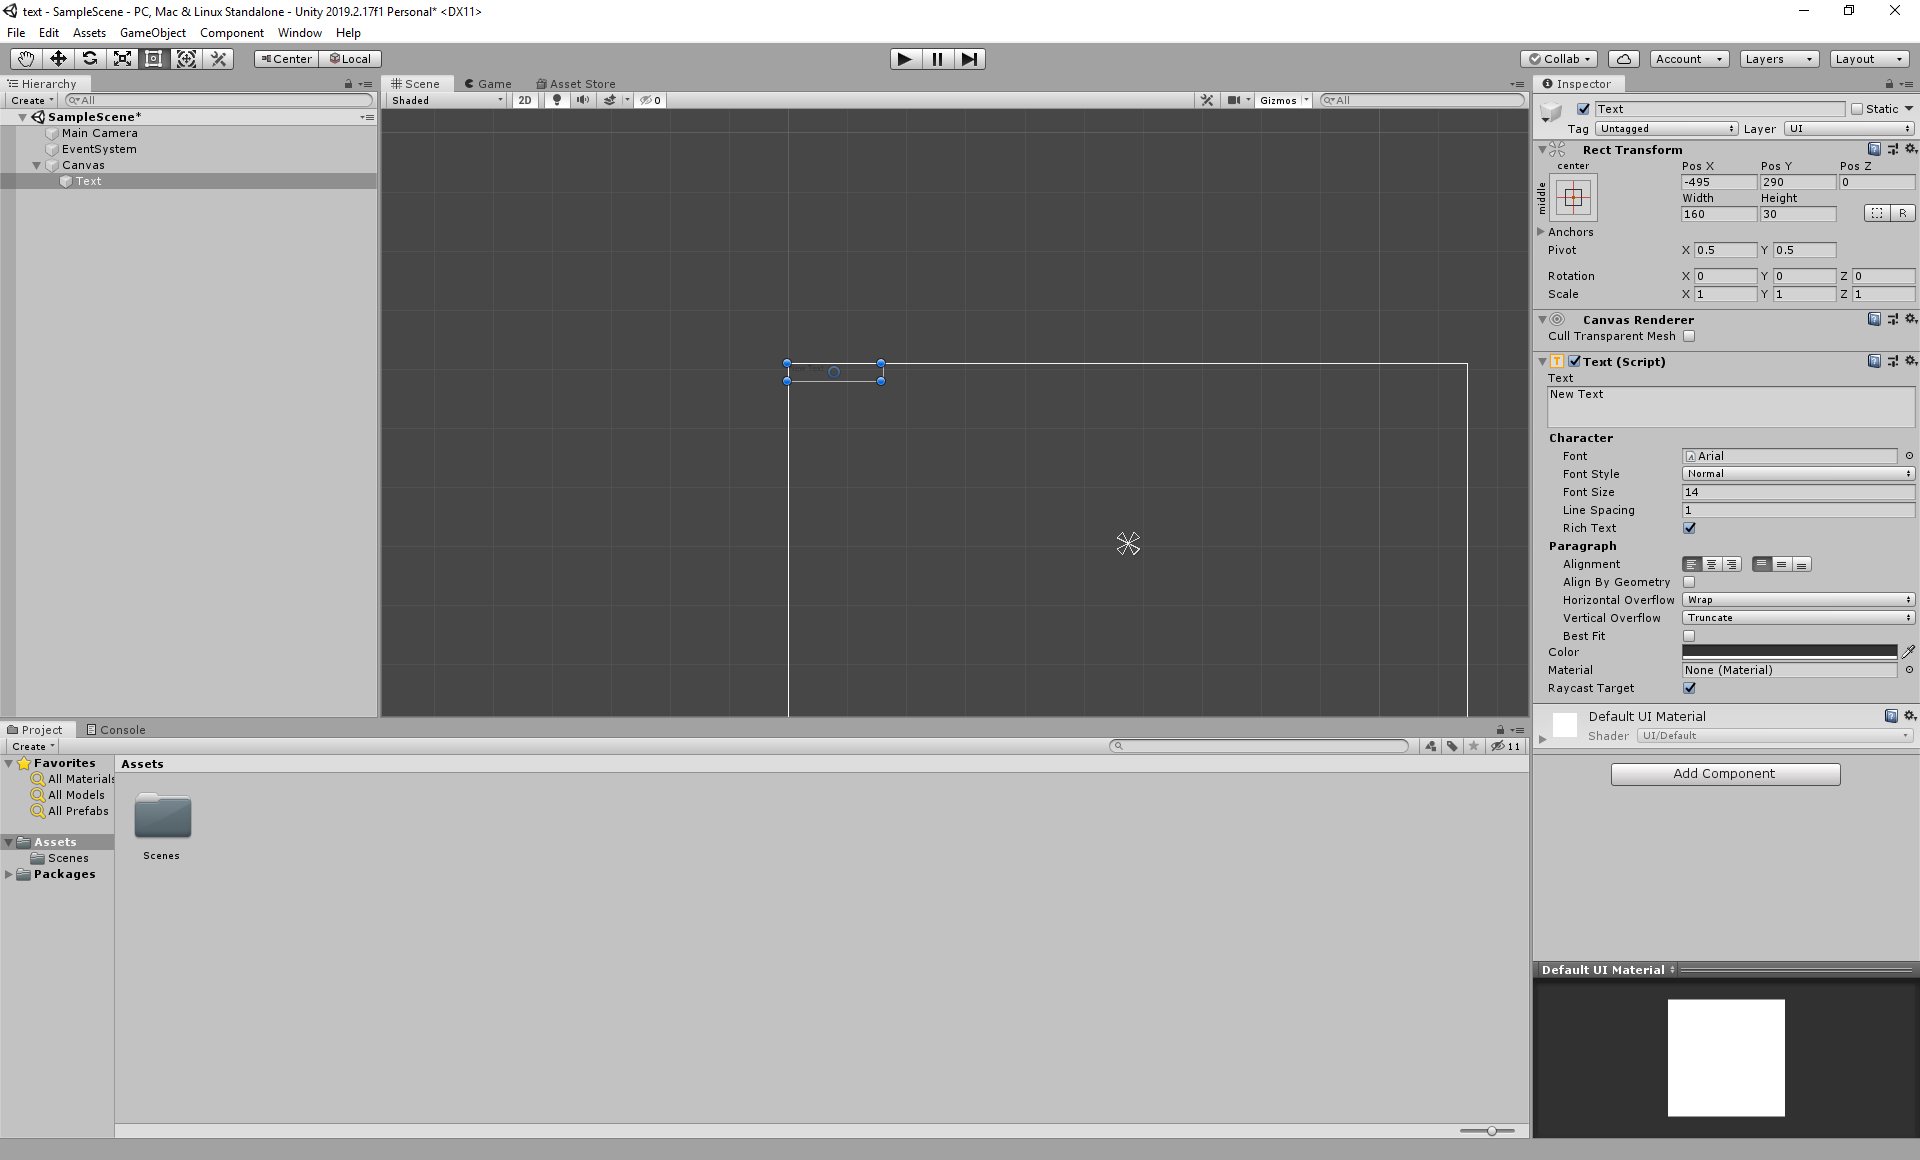 text - SampleScene - PC, Mac & Linux Standalone - Unity 2019.2.17f1 Personal* <DX11>
File Edit Assets GameObject Component Window Help
Center Local Collab Account Layers Layout
Hierarchy
Create All
SampleScene*
Main Camera
EventSystem
Canvas
Text
Scene Game Asset Store
Shaded 2D 0 Gizmos All
New Text
Inspector
Text Static
Tag Untagged Layer UI
Rect Transform
center
middle
Pos X Pos Y Pos Z
-495 290 0
Width Height
160 30 R
Anchors
Pivot X 0.5 Y 0.5
Rotation X 0 Y 0 Z 0
Scale X 1 Y 1 Z 1
Canvas Renderer
Cull Transparent Mesh
T Text (Script)
Text
New Text
Character
Font Arial
Font Style Normal
Font Size 14
Line Spacing 1
Rich Text
Paragraph
Alignment
Align By Geometry
Horizontal Overflow Wrap
Vertical Overflow Truncate
Best Fit
Color
Material None (Material)
Raycast Target
Default UI Material
Shader UI/Default
Add Component
Default UI Material
Project Console
Create 11
Favorites
All Materials
All Models
All Prefabs
Assets
Scenes
Packages
Assets
Scenes